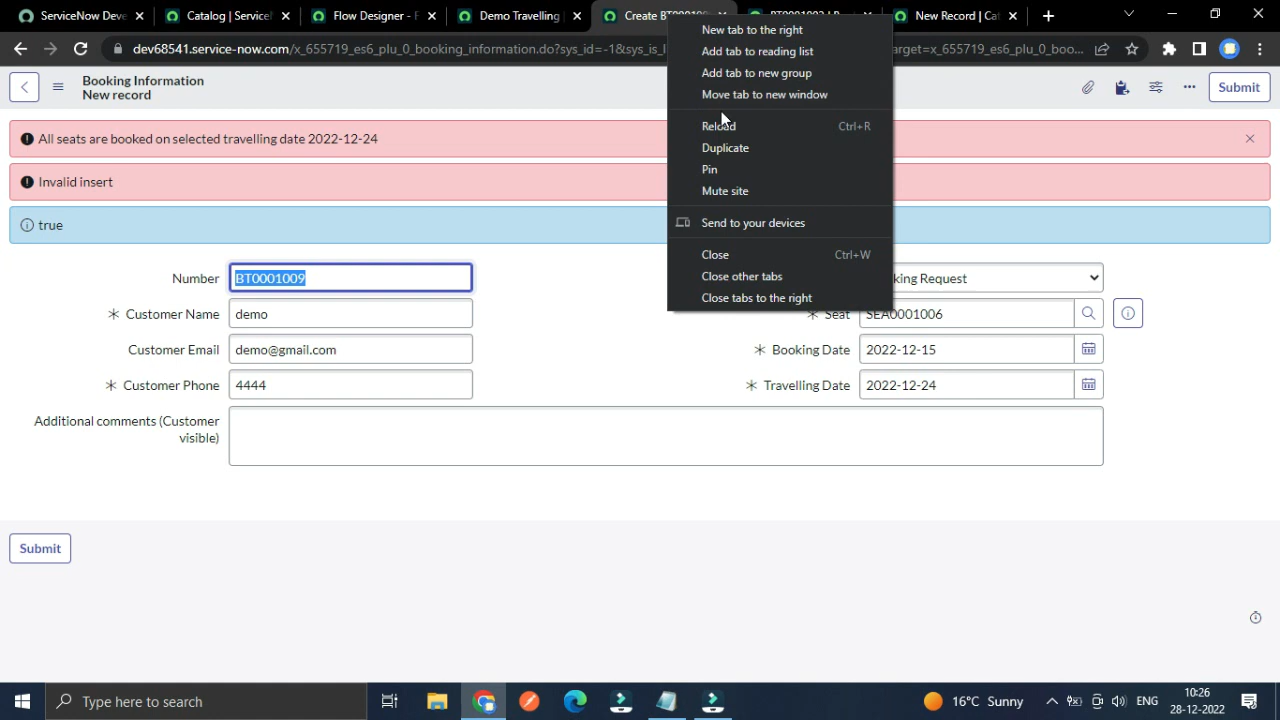 ServiceNow Deve
Catalog | Service
Flow Designer - F
Demo Travelling
Create BT000100
New Record | Cat
dev68541.service-now.com/x_655719_es6_plu_0_booking_information.do?sys_id=-1&sys_is_l
arget=x_655719_es6_plu_0_boo...
New tab to the right
Add tab to reading list
Add tab to new group
Move tab to new window
Reload Ctrl+R
Duplicate
Pin
Mute site
Send to your devices
Close Ctrl+W
Close other tabs
Close tabs to the right
Booking Information
New record
Submit
All seats are booked on selected travelling date 2022-12-24
Invalid insert
true
Number BT0001009
king Request
Customer Name demo
Seat SEA0001006
Customer Email demo@gmail.com
Booking Date 2022-12-15
Customer Phone 4444
Travelling Date 2022-12-24
Additional comments (Customer
visible)
Submit
Type here to search
16°C Sunny
ENG
10:26
28-12-2022